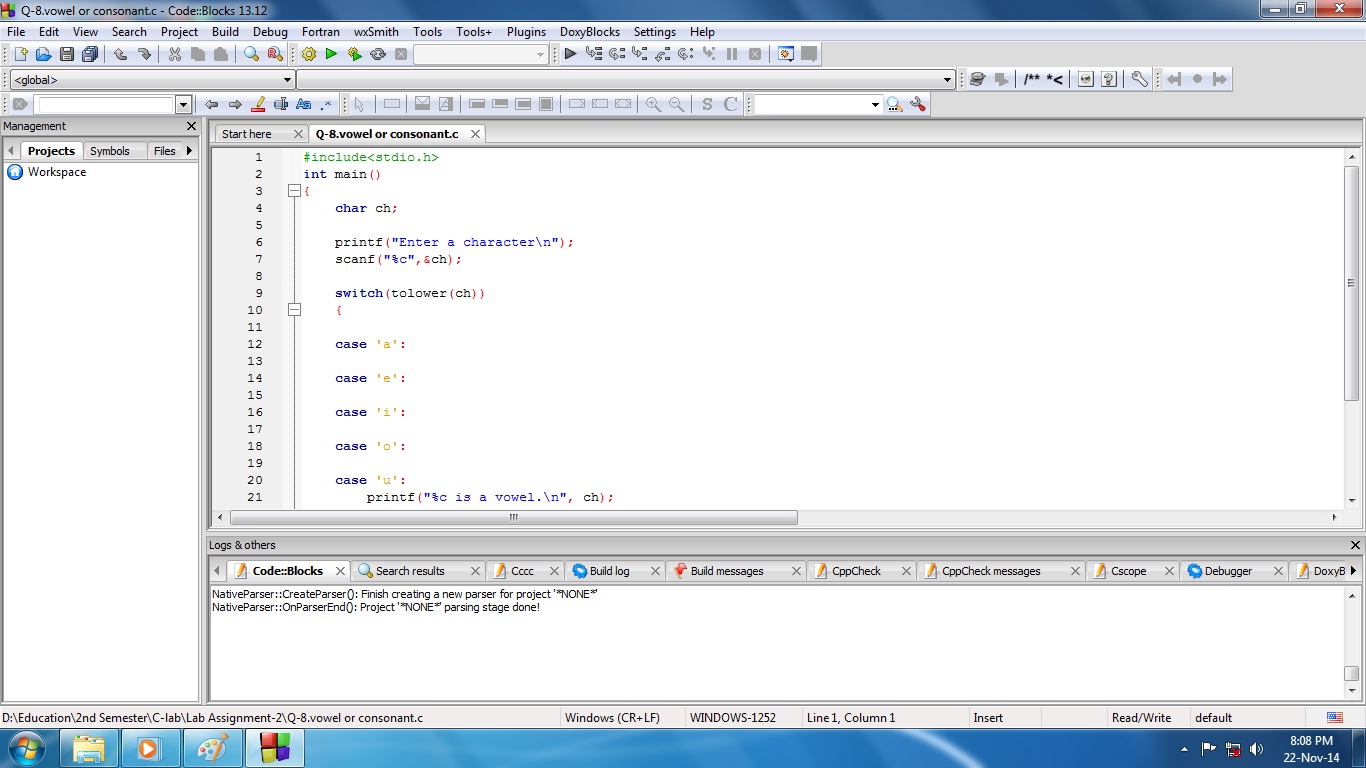 Q-8.vowel or consonant.c - Code::Blocks 13.12
File Edit View Search Project Build Debug Fortran wxSmith Tools Tools+ Plugins DoxyBlocks Settings Help
<global>
/** *<
Aa .*
S C
Management
Projects Symbols Files
Workspace
Start here Q-8.vowel or consonant.c
1 #include<stdio.h>
2 int main()
3 {
4 char ch;
5
6 printf("Enter a character\n");
7 scanf("%c",&ch);
8
9 switch(tolower(ch))
10 {
11
12 case 'a':
13
14 case 'e':
15
16 case 'i':
17
18 case 'o':
19
20 case 'u':
21 printf("%c is a vowel.\n", ch);
Logs & others
Code::Blocks Search results Cccc Build log Build messages CppCheck CppCheck messages Cscope Debugger DoxyB
NativeParser::CreateParser(): Finish creating a new parser for project '*NONE*'
NativeParser::OnParserEnd(): Project '*NONE*' parsing stage done!
D:\Education\2nd Semester\C-lab\Lab Assignment-2\Q-8.vowel or consonant.c Windows (CR+LF) WINDOWS-1252 Line 1, Column 1 Insert Read/Write default
8:08 PM
22-Nov-14